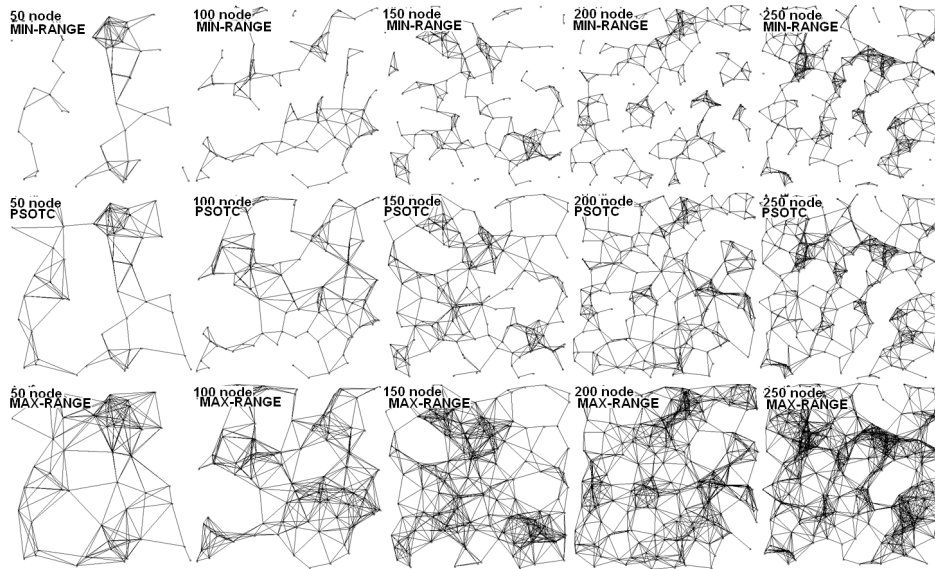 50 node
MIN-RANGE
100 node
MIN-RANGE
150 node
MIN-RANGE
200 node
MIN-RANGE
250 node
MIN-RANGE
50 node
PSOTC
100 node
PSOTC
150 node
PSOTC
200 node
PSOTC
250 node
PSOTC
50 node
MAX-RANGE
100 node
MAX-RANGE
150 node
MAX-RANGE
200 node
MAX-RANGE
250 node
MAX-RANGE